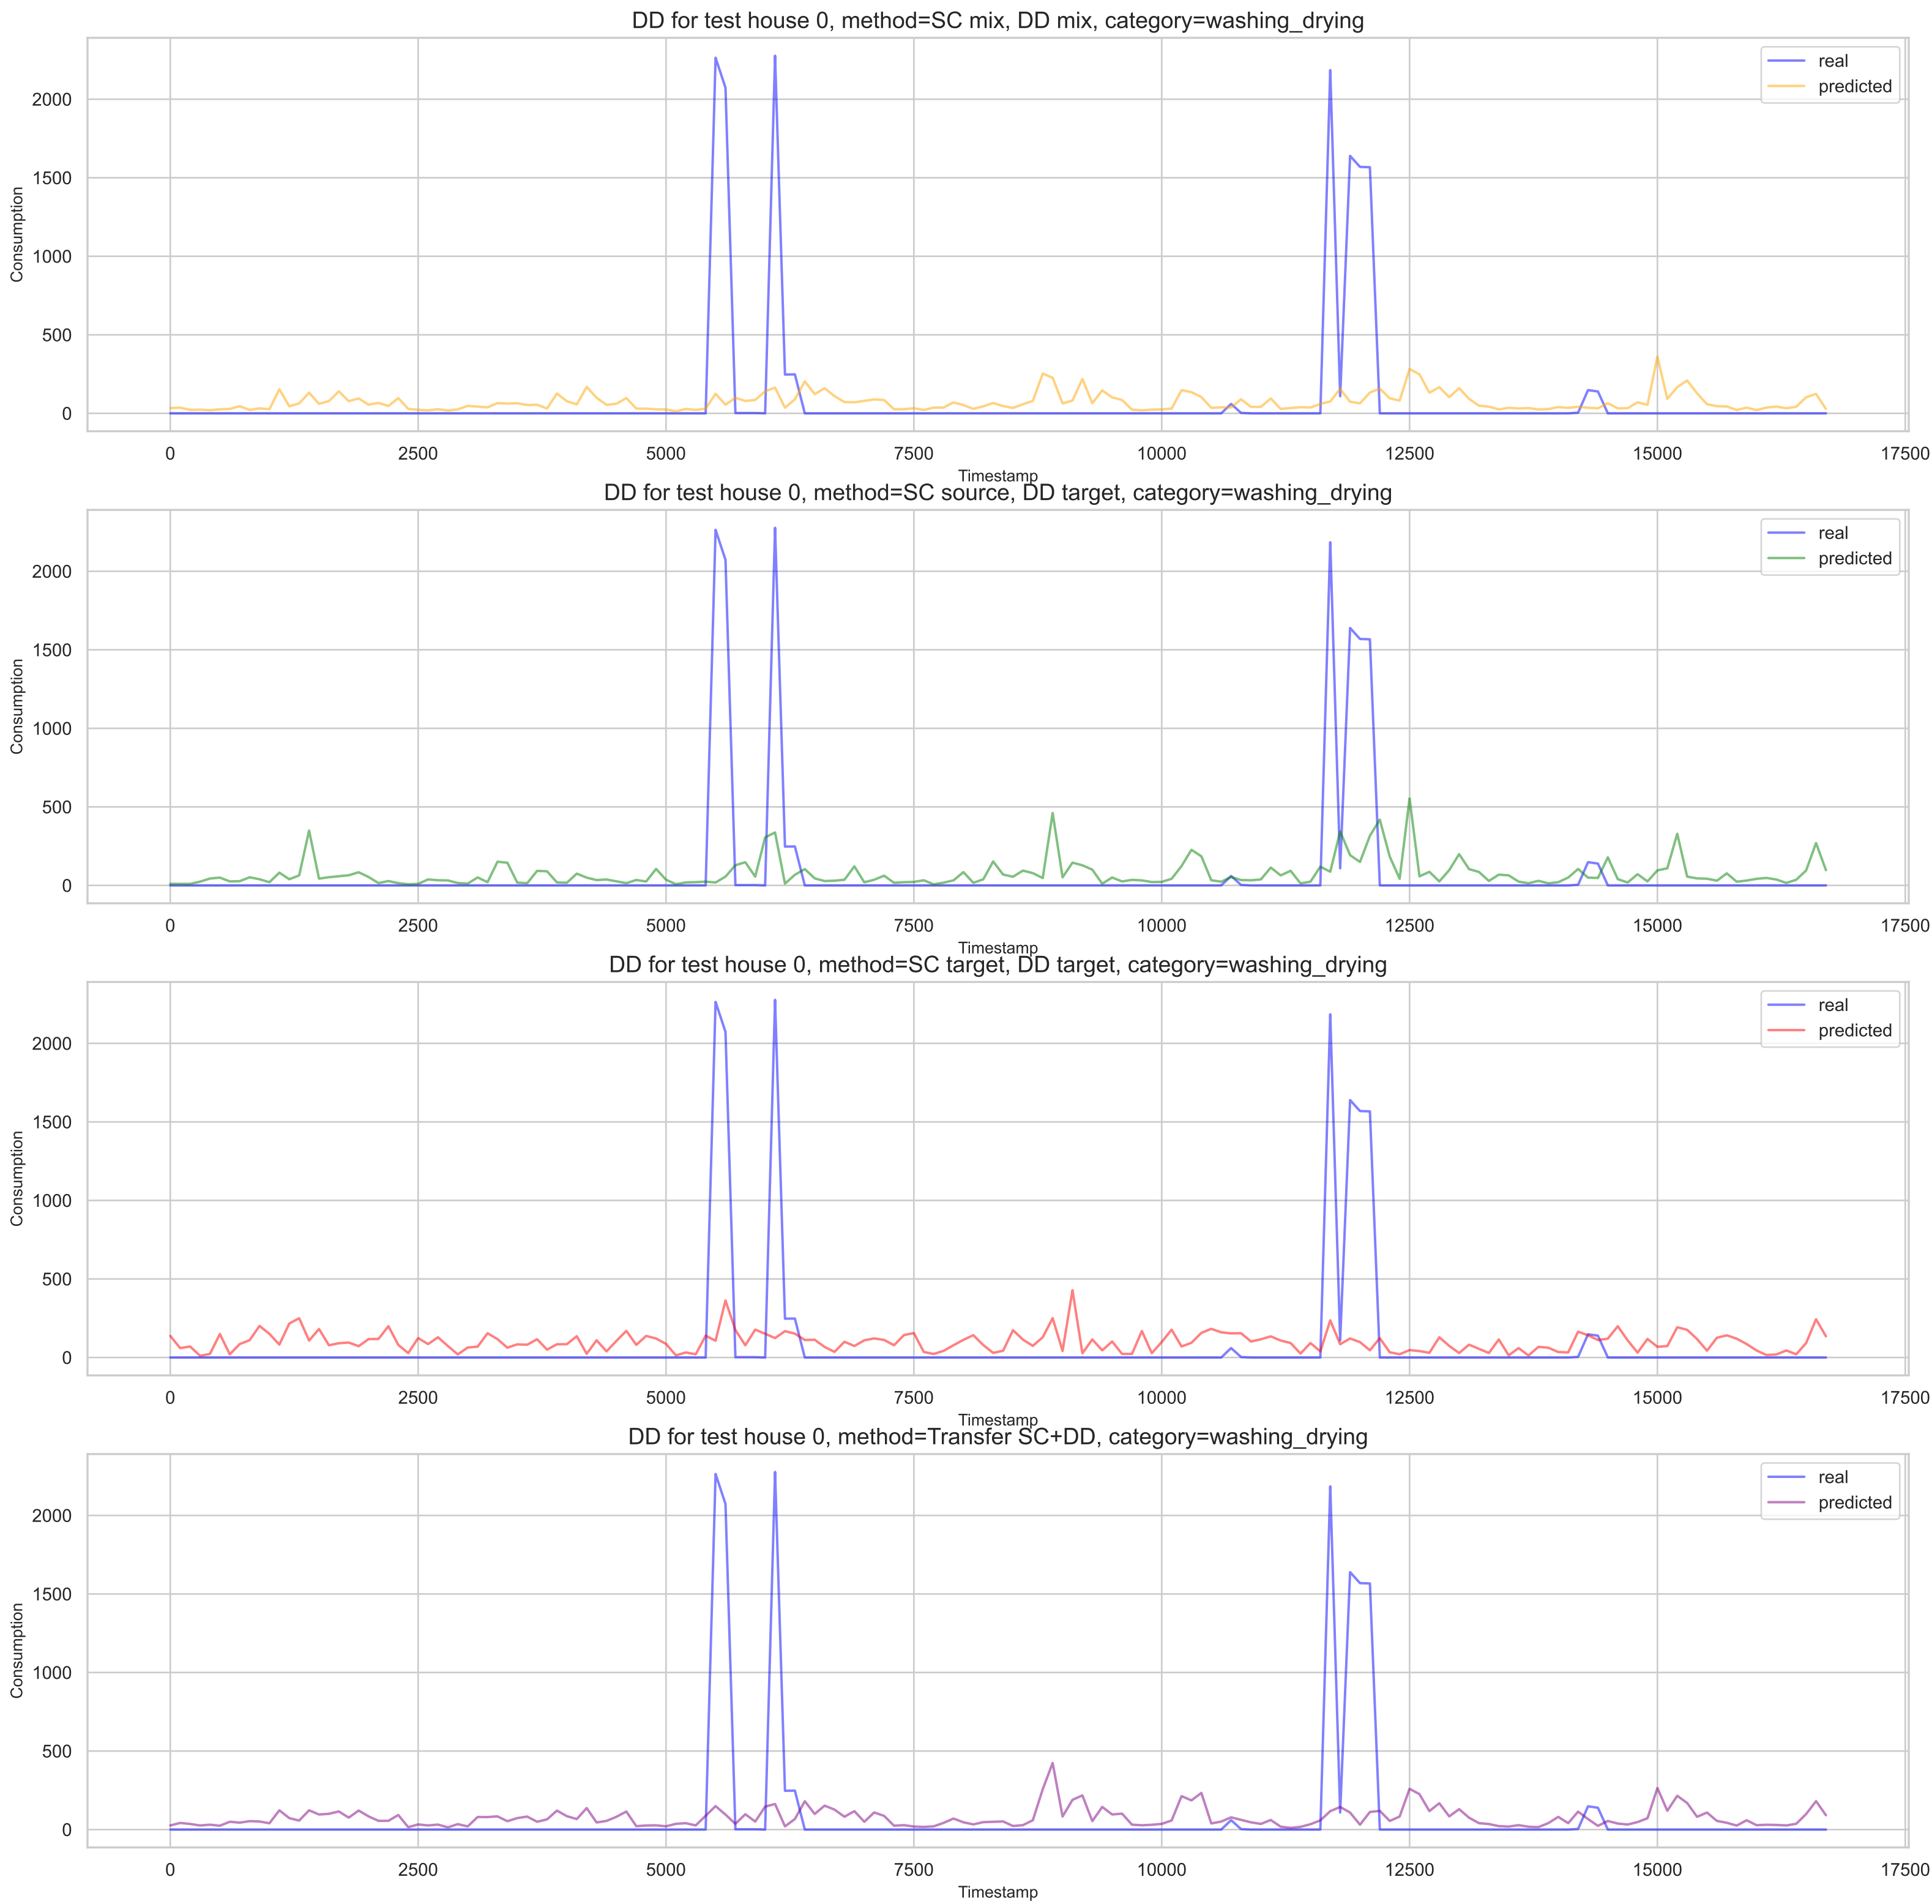 DD for test house 0, method=SC mix, DD mix, category=washing_drying
real
predicted
2000
1500
1000
500
0
Consumption
0 2500 5000 7500 10000 12500 15000 17500
Timestamp
DD for test house 0, method=SC source, DD target, category=washing_drying
real
predicted
2000
1500
1000
500
0
Consumption
0 2500 5000 7500 10000 12500 15000 17500
Timestamp
DD for test house 0, method=SC target, DD target, category=washing_drying
real
predicted
2000
1500
1000
500
0
Consumption
0 2500 5000 7500 10000 12500 15000 17500
Timestamp
DD for test house 0, method=Transfer SC+DD, category=washing_drying
real
predicted
2000
1500
1000
500
0
Consumption
0 2500 5000 7500 10000 12500 15000 17500
Timestamp